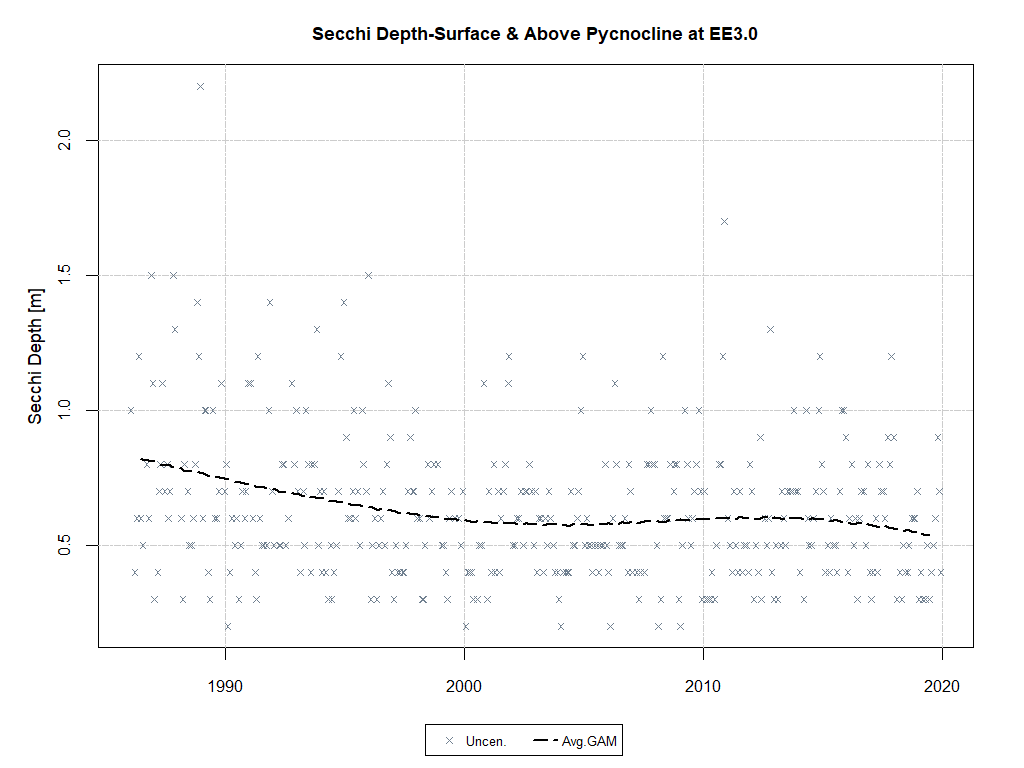 Secchi Depth-Surface & Above Pycnocline at EE3.0
Secchi Depth [m]
2.0
1.5
1.0
0.5
1990 2000 2010 2020
Uncen. Avg.GAM